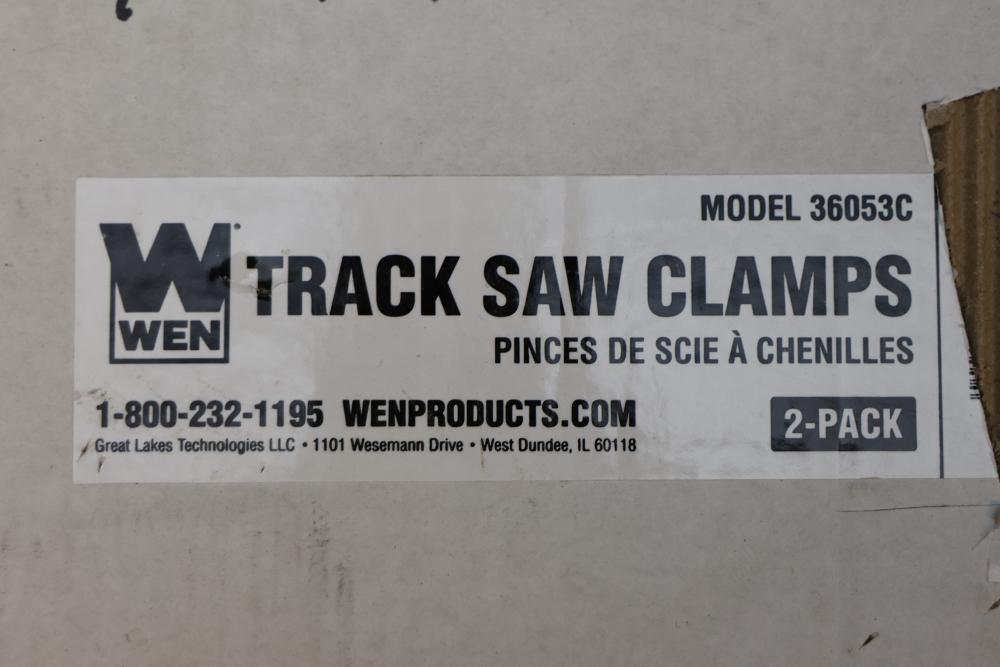 MODEL 36053C
W
WEN
TRACK SAW CLAMPS
PINCES DE SCIE À CHENILLES
1-800-232-1195 WENPRODUCTS.COM
2-PACK
Great Lakes Technologies LLC • 1101 Wesemann Drive • West Dundee, IL 60118